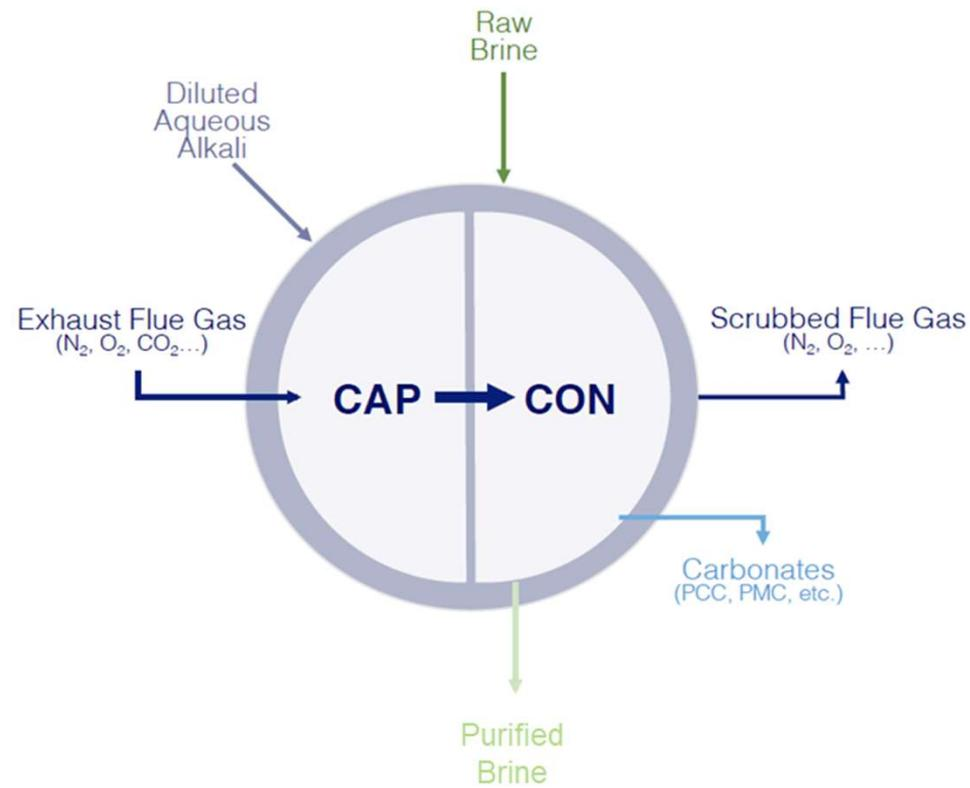 Raw
Brine
Diluted
Aqueous
Alkali
Exhaust Flue Gas
(N₂, O₂, CO₂...)
CAP
CON
Scrubbed Flue Gas
(N₂, O₂, ...)
Carbonates
(PCC, PMC, etc.)
Purified
Brine